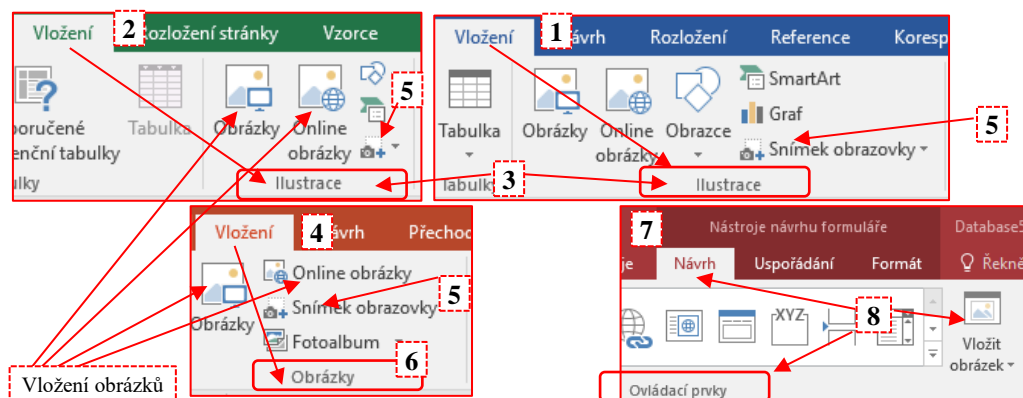 Vložení 2 ozložení stránky Vzorce
5
oručené
enční tabulky
Tabulka
Obrázky
Online
obrázky
ulky
Ilustrace
3
Vložení 1 ávrh Rozložení Reference Koresp
Tabulka
Obrázky
Online
obrázky
Obrazce
SmartArt
Graf
Snímek obrazovky
5
Tabulky
Ilustrace
Vložení 4 ávrh Přechod
Obrázky
Online obrázky
Snímek obrazovky
5
Fotoalbum
6
Obrázky
Vložení obrázků
7 Nástroje návrhu formuláře Database5
je Návrh Uspořádání Formát Řekně
XYZ
8
Vložit
obrázek
Ovládací prvky